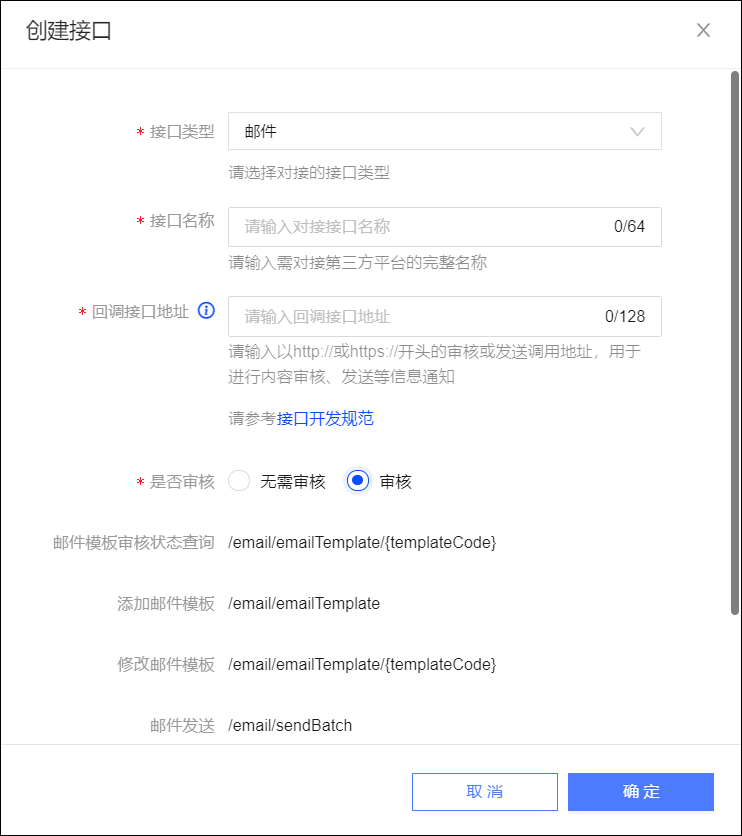 创建接口
* 接口类型 邮件
请选择对接的接口类型
* 接口名称 请输入对接接口名称 0/64
请输入需对接第三方平台的完整名称
* 回调接口地址 请输入回调接口地址 0/128
请输入以http://或https://开头的审核或发送调用地址，用于
进行内容审核、发送等信息通知
请参考接口开发规范
* 是否审核 无需审核 审核
邮件模板审核状态查询 /email/emailTemplate/{templateCode}
添加邮件模板 /email/emailTemplate
修改邮件模板 /email/emailTemplate/{templateCode}
邮件发送 /email/sendBatch
取 消 确 定